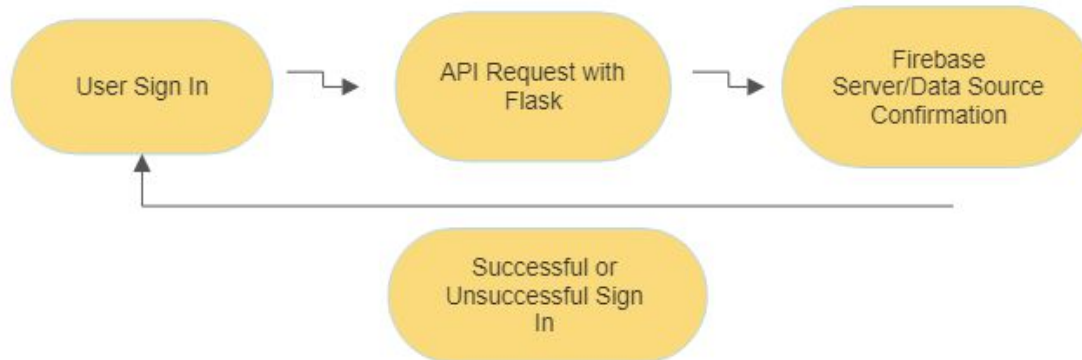 User Sign In
API Request with
Flask
Firebase
Server/Data Source
Confirmation
Successful or
Unsuccessful Sign
In